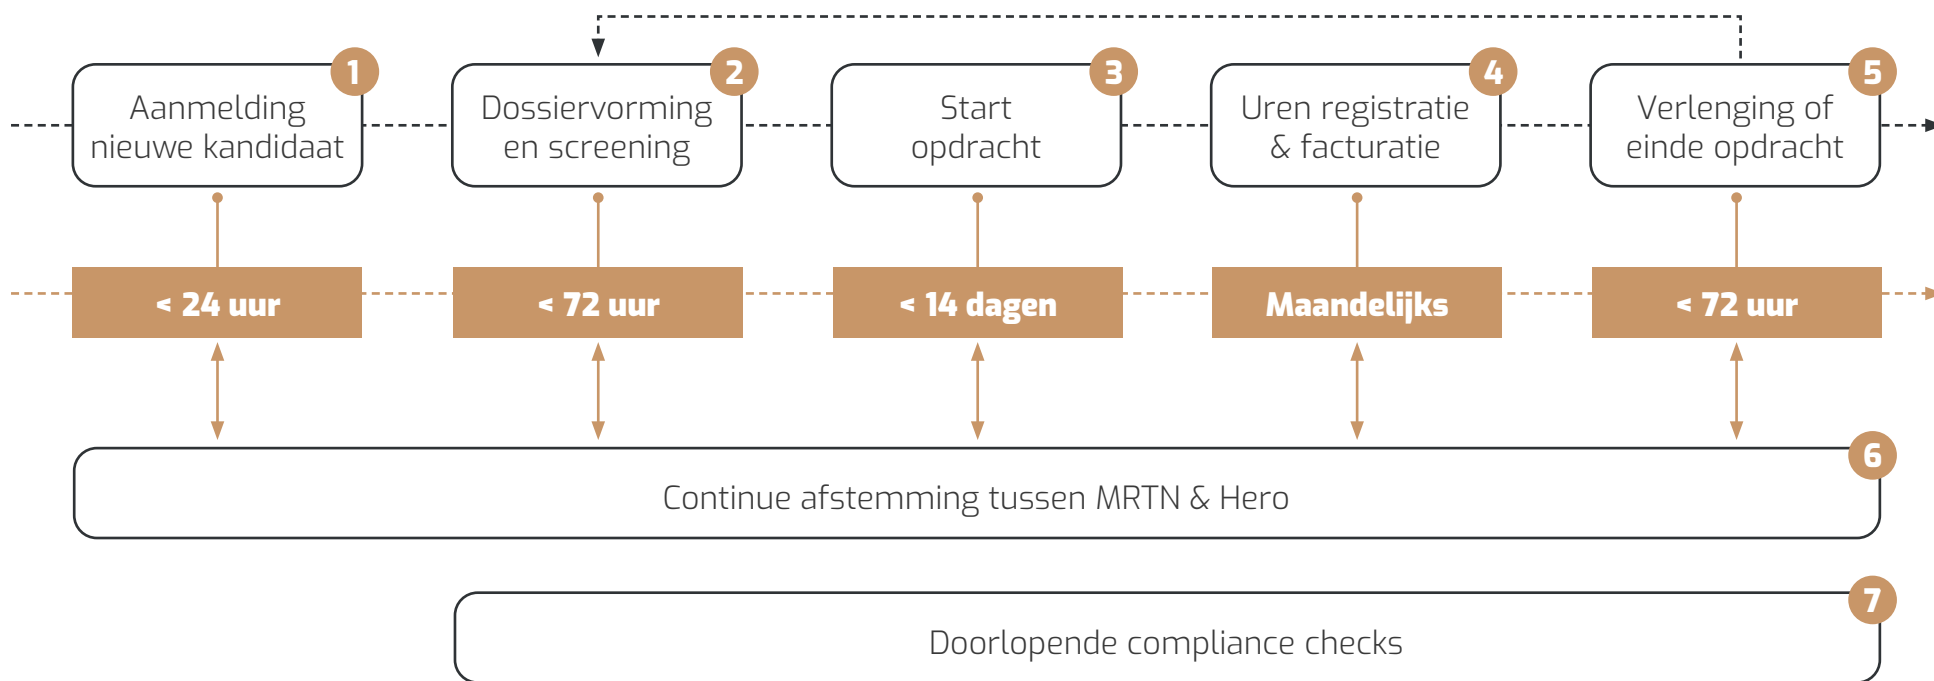 1
Aanmelding
nieuwe kandidaat
2
Dossiervorming
en screening
3
Start
opdracht
4
Uren registratie
& facturatie
5
Verlenging of
einde opdracht
< 24 uur
< 72 uur
< 14 dagen
Maandelijks
< 72 uur
6
Continue afstemming tussen MRTN & Hero
7
Doorlopende compliance checks